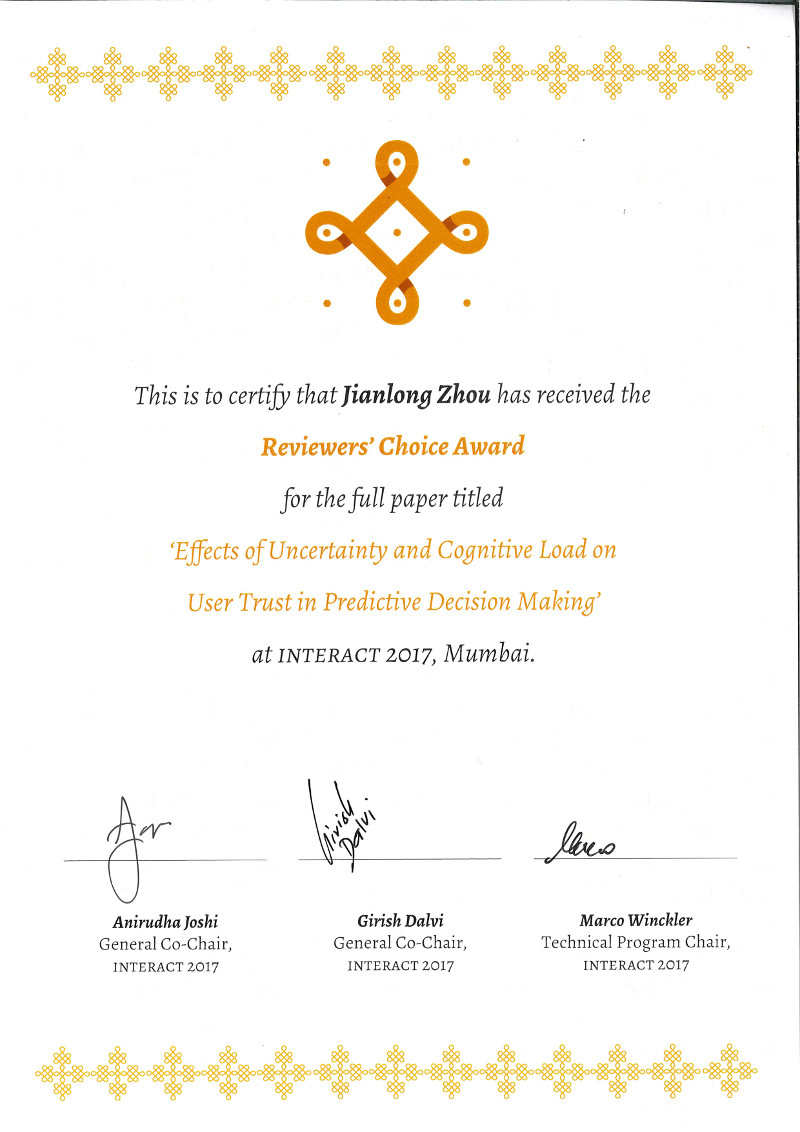 This is to certify that Jianlong Zhou has received the
Reviewers’ Choice Award
for the full paper titled
‘Effects of Uncertainty and Cognitive Load on
User Trust in Predictive Decision Making’
at INTERACT 2017, Mumbai.
Girish
Dalvi
Anirudha Joshi
General Co-Chair,
INTERACT 2017
Girish Dalvi
General Co-Chair,
INTERACT 2017
Marco Winckler
Technical Program Chair,
INTERACT 2017